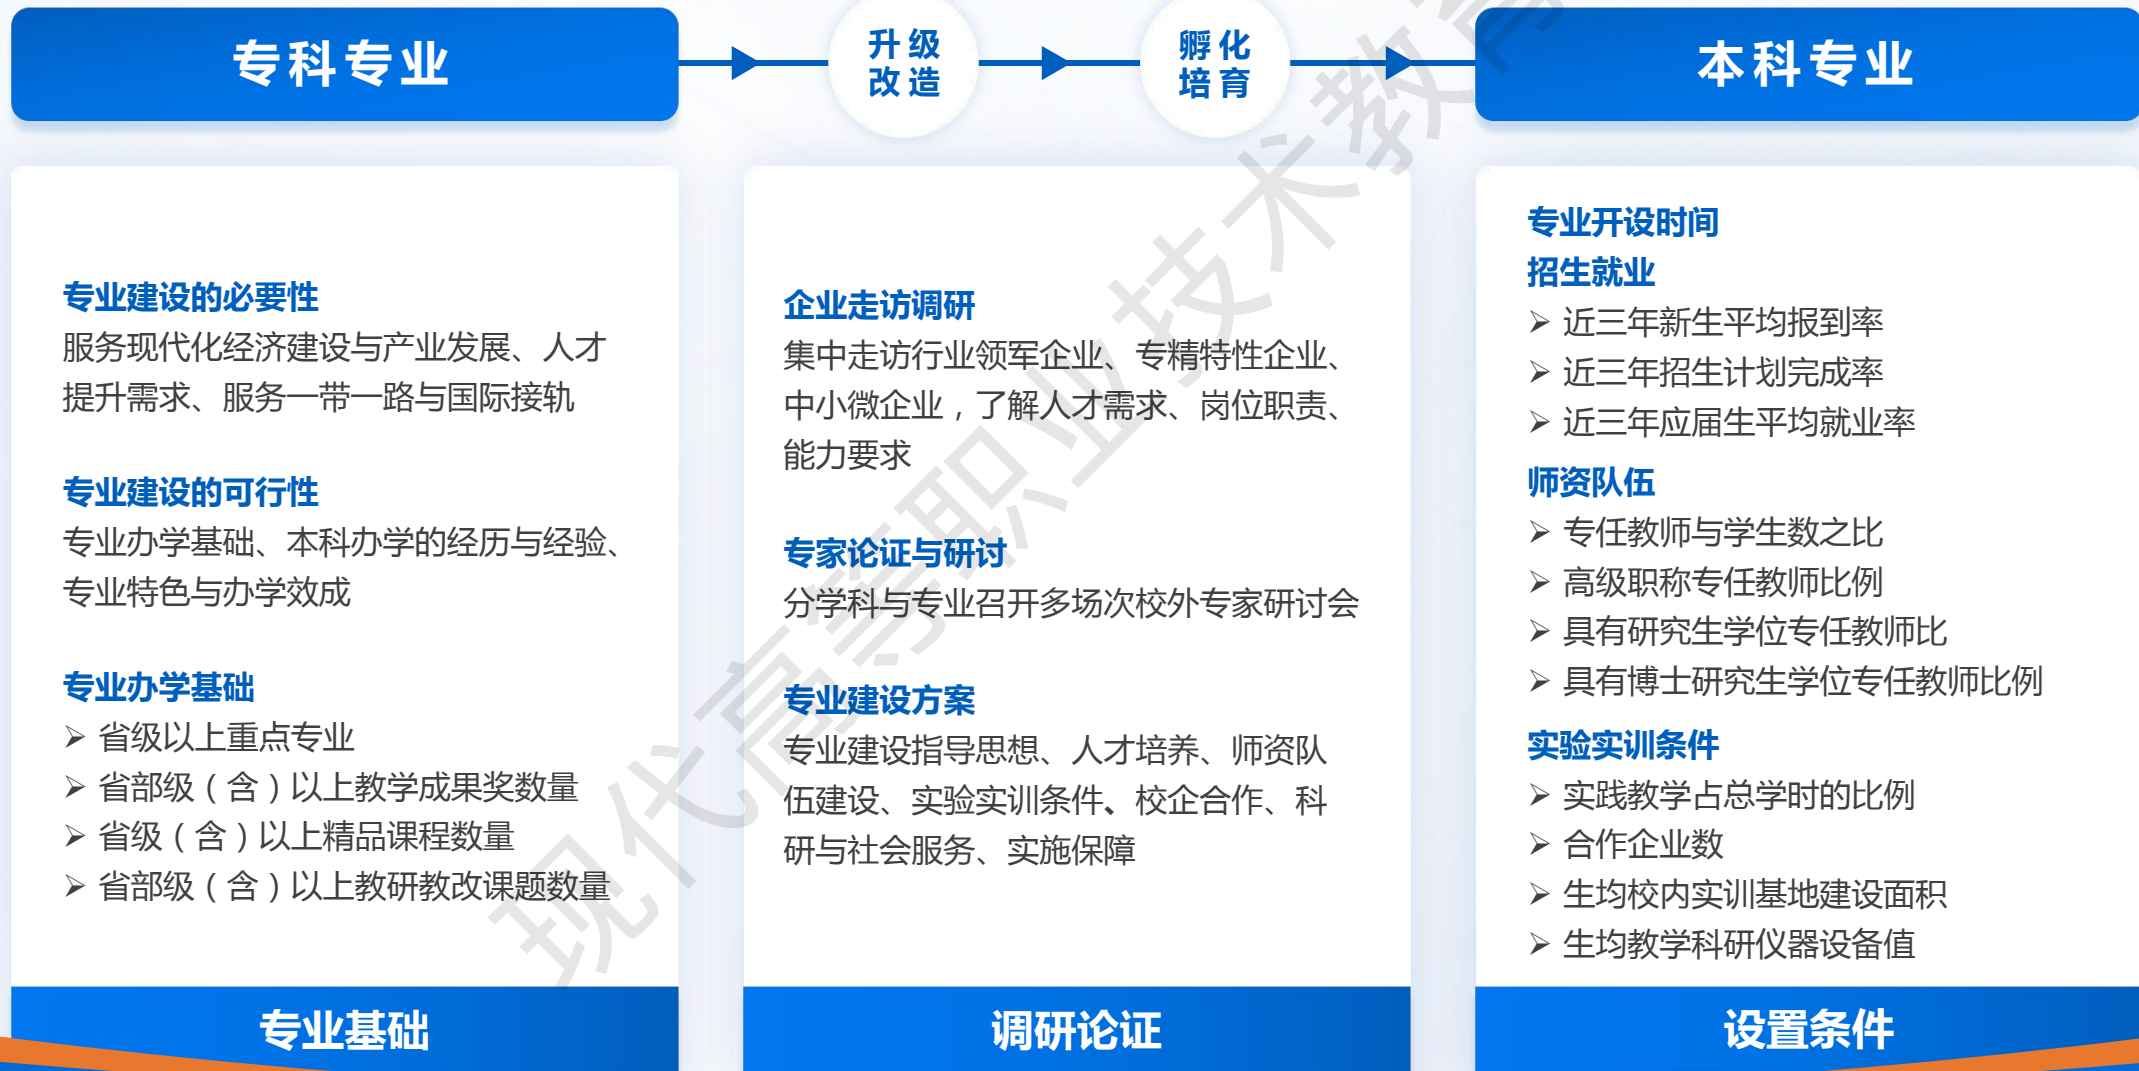 专科专业
升级
改造
孵化
培育
本科专业
专业建设的必要性
服务现代化经济建设与产业发展、人才
提升需求、服务一带一路与国际接轨
专业建设的可行性
专业办学基础、本科办学的经历与经验、
专业特色与办学效成
专业办学基础
➢ 省级以上重点专业
➢ 省部级（含）以上教学成果奖数量
➢ 省级（含）以上精品课程数量
➢ 省部级（含）以上教研教改课题数量
专业基础
企业走访调研
集中走访行业领军企业、专精特性企业、
中小微企业，了解人才需求、岗位职责、
能力要求
专家论证与研讨
分学科与专业召开多场次校外专家研讨会
专业建设方案
专业建设指导思想、人才培养、师资队
伍建设、实验实训条件、校企合作、科
研与社会服务、实施保障
调研论证
专业开设时间
招生就业
➢ 近三年新生平均报到率
➢ 近三年招生计划完成率
➢ 近三年应届生平均就业率
师资队伍
➢ 专任教师与学生数之比
➢ 高级职称专任教师比例
➢ 具有研究生学位专任教师比
➢ 具有博士研究生学位专任教师比例
实验实训条件
➢ 实践教学占总学时的比例
➢ 合作企业数
➢ 生均校内实训基地建设面积
➢ 生均教学科研仪器设备值
设置条件
现代高等职业技术教育